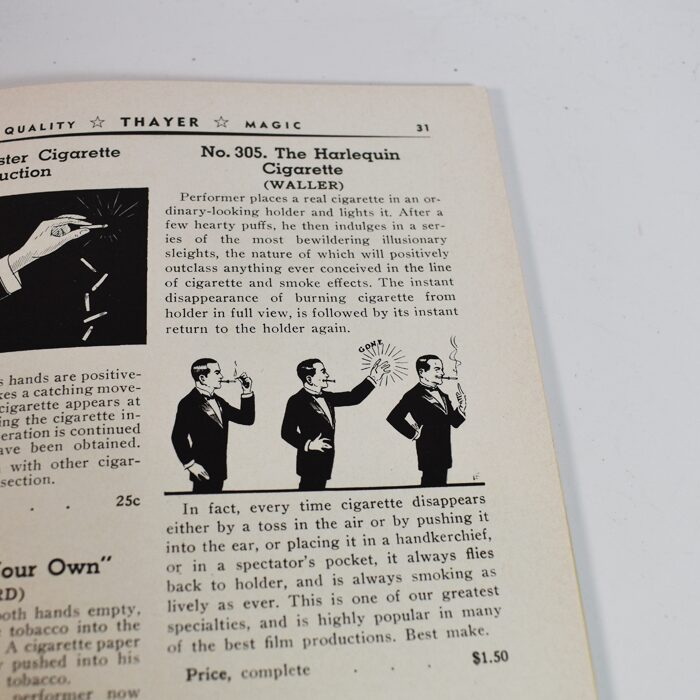 QUALITY ☆ THAYER ☆ MAGIC 31
ster Cigarette
uction
s hands are positive-
kes a catching move-
cigarette appears at
ing the cigarette in-
eration is continued
ave been obtained.
with other cigar-
section.
. . 25c
our Own"
RD)
both hands empty,
tobacco into the
A cigarette paper
pushed into his
tobacco.
performer now
No. 305. The Harlequin
Cigarette
(WALLER)
Performer places a real cigarette in an or-
dinary-looking holder and lights it. After a
few hearty puffs, he then indulges in a ser-
ies of the most bewildering illusionary
sleights, the nature of which will positively
outclass anything ever conceived in the line
of cigarette and smoke effects. The instant
disappearance of burning cigarette from
holder in full view, is followed by its instant
return to the holder again.
GONE
In fact, every time cigarette disappears
either by a toss in the air or by pushing it
into the ear, or placing it in a handkerchief,
or in a spectator's pocket, it always flies
back to holder, and is always smoking as
lively as ever. This is one of our greatest
specialties, and is highly popular in many
of the best film productions. Best make.
Price, complete . . . $1.50